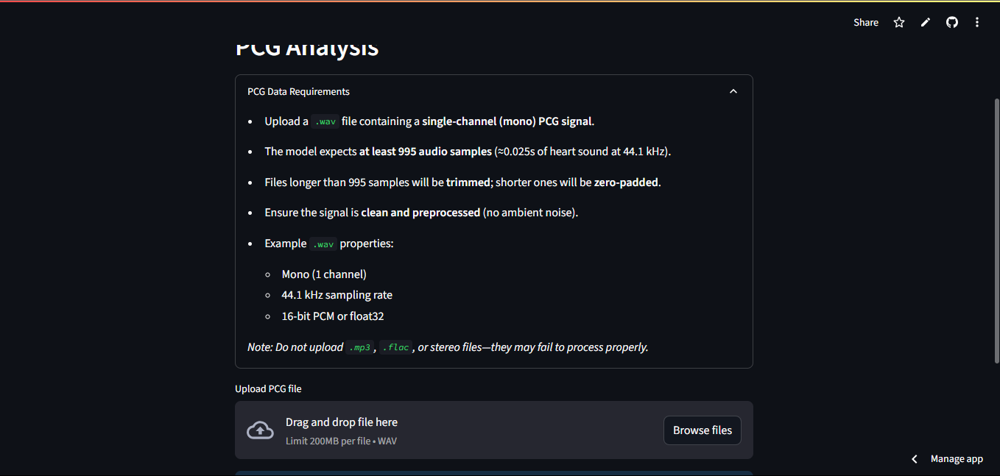 Share
PCG Analysis
PCG Data Requirements
Upload a .wav file containing a single-channel (mono) PCG signal.
The model expects at least 995 audio samples (≈0.025s of heart sound at 44.1 kHz).
Files longer than 995 samples will be trimmed; shorter ones will be zero-padded.
Ensure the signal is clean and preprocessed (no ambient noise).
Example .wav properties:
Mono (1 channel)
44.1 kHz sampling rate
16-bit PCM or float32
Note: Do not upload .mp3, .flac, or stereo files—they may fail to process properly.
Upload PCG file
Drag and drop file here
Limit 200MB per file • WAV
Browse files
Manage app